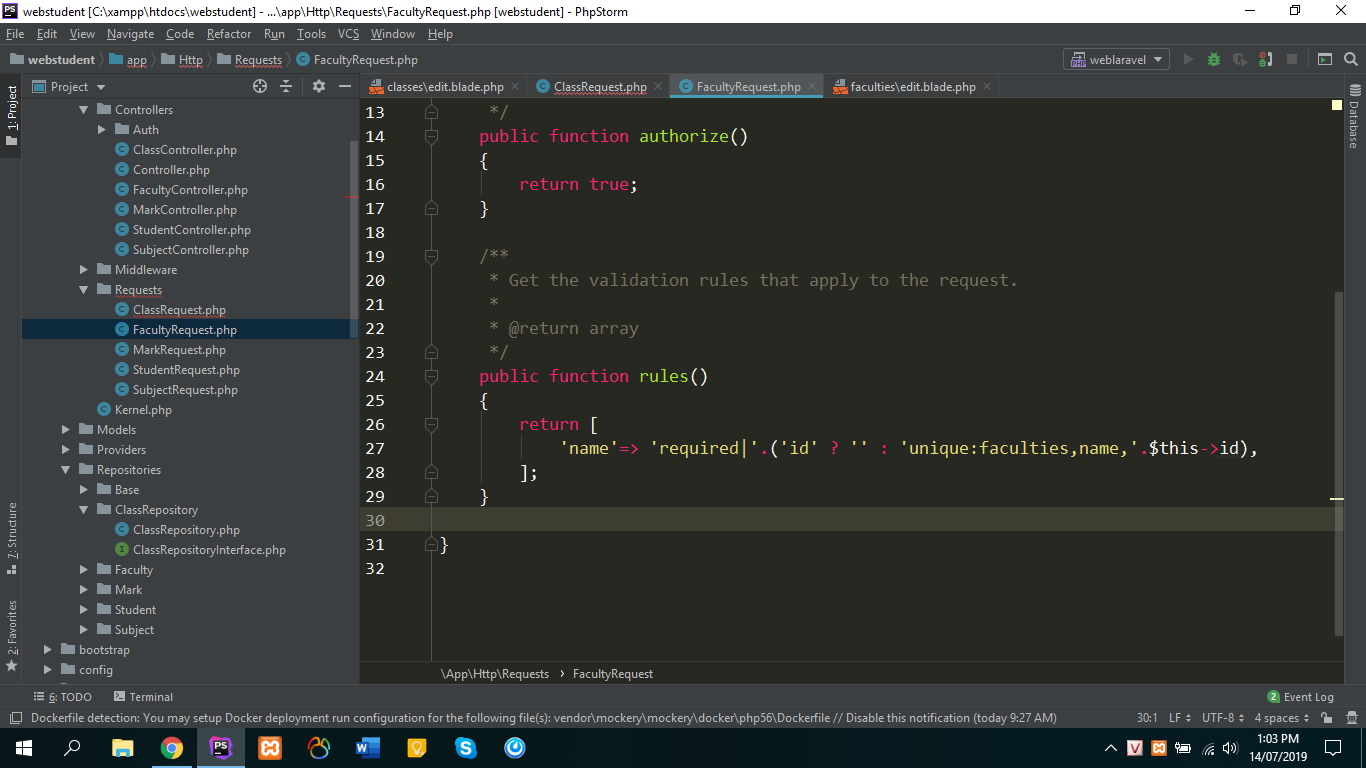 webstudent [C:\xampp\htdocs\webstudent] - ...\app\Http\Requests\FacultyRequest.php [webstudent] - PhpStorm
File Edit View Navigate Code Refactor Run Tools VCS Window Help
webstudent app Http Requests FacultyRequest.php weblaravel
1: Project
Project
classes\edit.blade.php ClassRequest.php FacultyRequest.php faculties\edit.blade.php
Database
Controllers
Auth
ClassController.php
Controller.php
FacultyController.php
MarkController.php
StudentController.php
SubjectController.php
Middleware
Requests
ClassRequest.php
FacultyRequest.php
MarkRequest.php
StudentRequest.php
SubjectRequest.php
Kernel.php
Models
Providers
Repositories
Base
ClassRepository
ClassRepository.php
ClassRepositoryInterface.php
Faculty
Mark
Student
Subject
bootstrap
config
7: Structure
2: Favorites
13 */
14 public function authorize()
15 {
16 return true;
17 }
18
19 /**
20 * Get the validation rules that apply to the request.
21 *
22 * @return array
23 */
24 public function rules()
25 {
26 return [
27 'name'=> 'required|'.('id' ? '' : 'unique:faculties,name,'.$this->id),
28 ];
29 }
30
31 }
32
\App\Http\Requests › FacultyRequest
6: TODO Terminal 2 Event Log
Dockerfile detection: You may setup Docker deployment run configuration for the following file(s): vendor\mockery\mockery\docker\php56\Dockerfile // Disable this notification (today 9:27 AM) 30:1 LF UTF-8 4 spaces
1:03 PM
14/07/2019